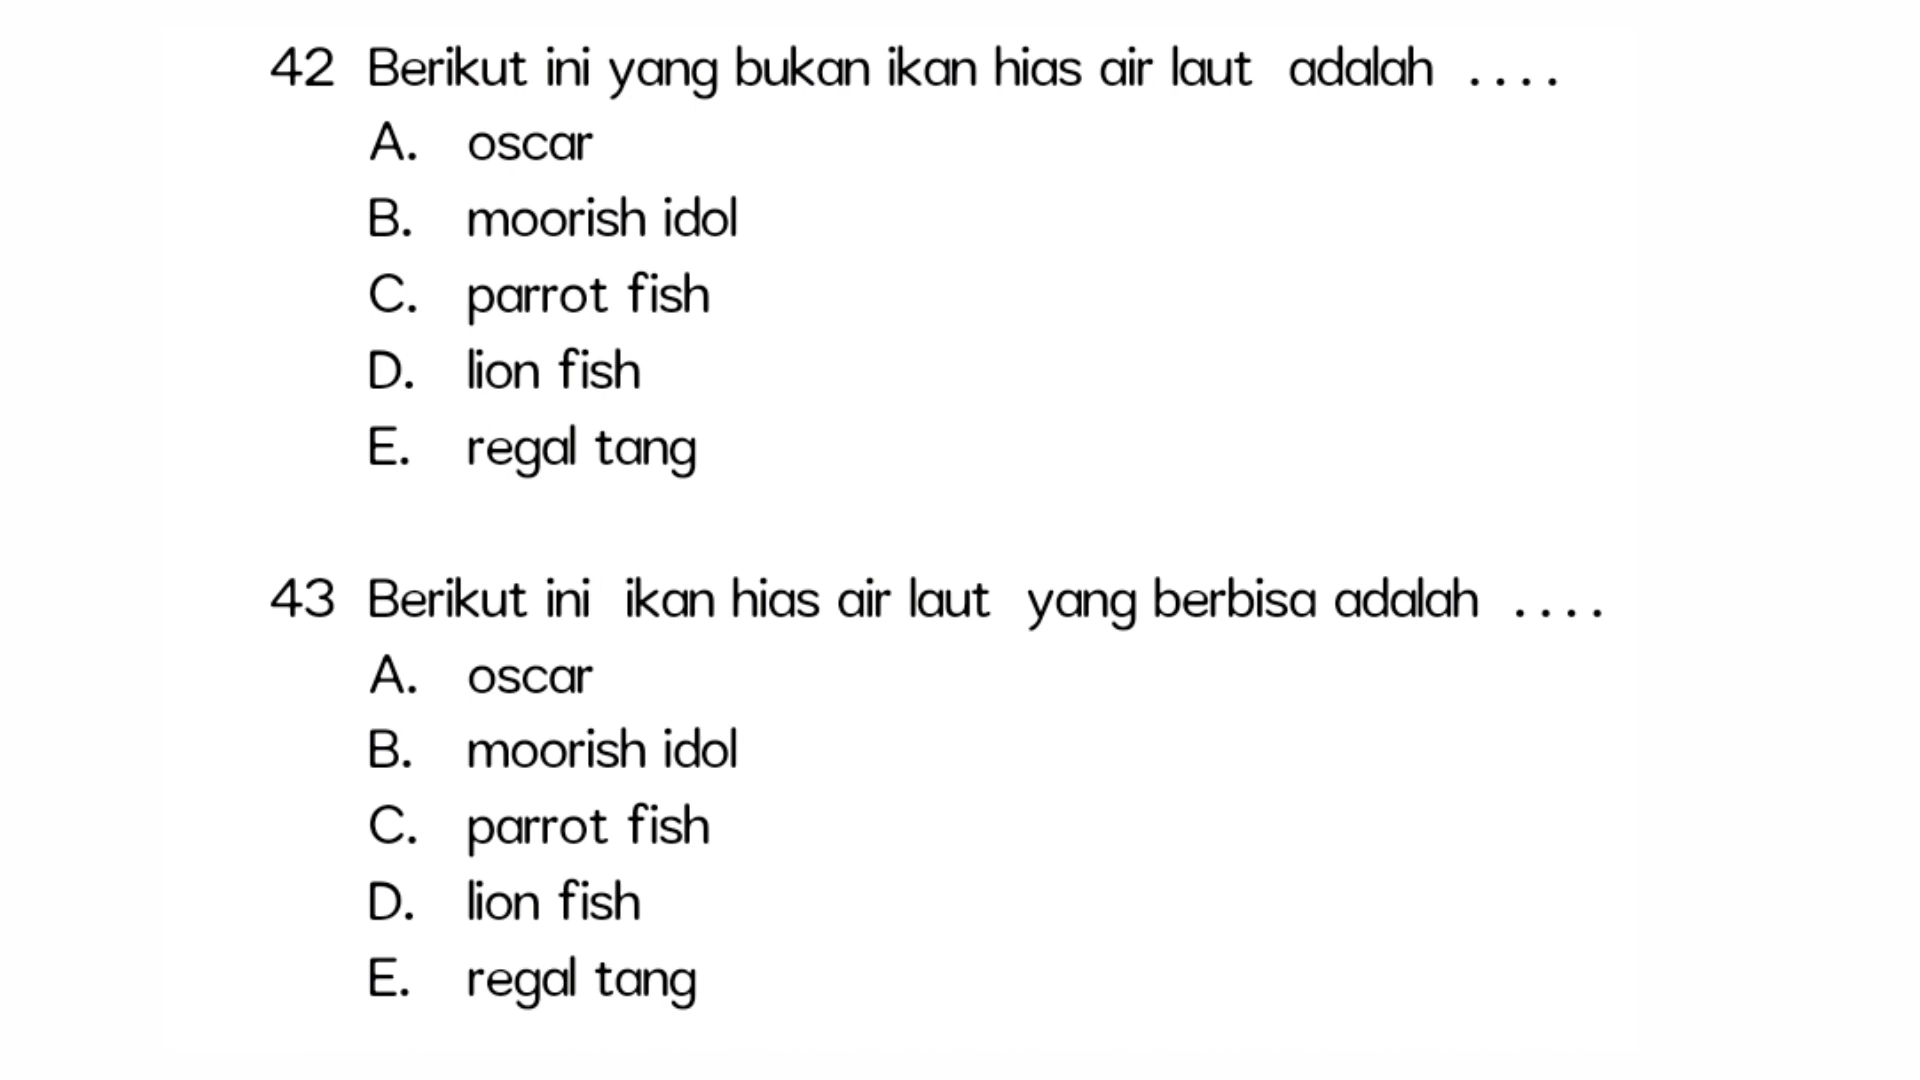 42 Berikut ini yang bukan ikan hias air laut adalah ....
A. oscar
B. moorish idol
C. parrot fish
D. lion fish
E. regal tang
43 Berikut ini ikan hias air laut yang berbisa adalah ....
A. oscar
B. moorish idol
C. parrot fish
D. lion fish
E. regal tang